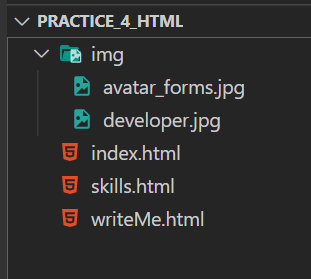 PRACTICE_4_HTML
img
avatar_forms.jpg
developer.jpg
index.html
skills.html
writeMe.html